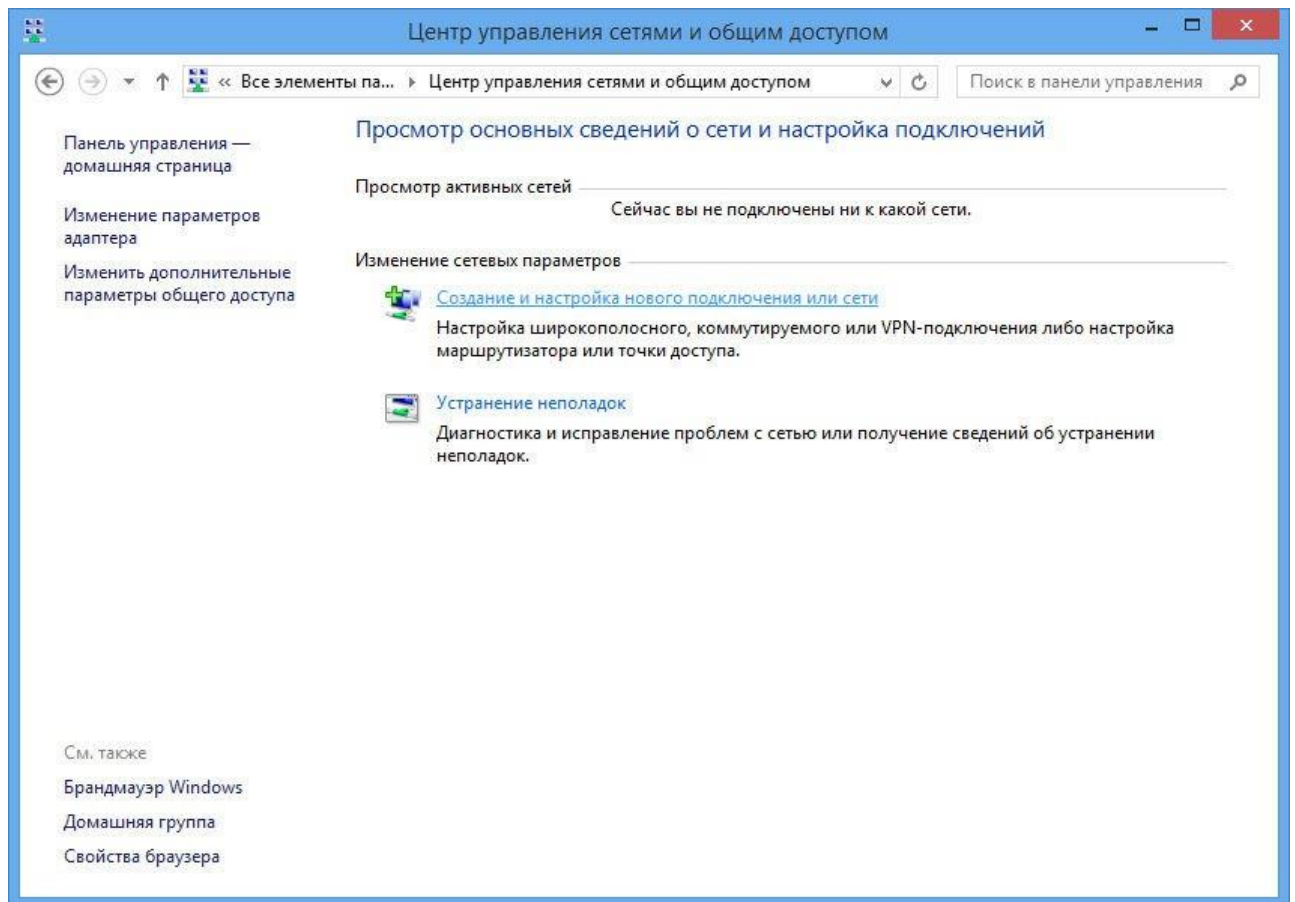 Центр управления сетями и общим доступом
« Все элементы па... Центр управления сетями и общим доступом
Поиск в панели управления
Панель управления —
домашняя страница
Изменение параметров
адаптера
Изменить дополнительные
параметры общего доступа
Просмотр основных сведений о сети и настройка подключений
Просмотр активных сетей
Сейчас вы не подключены ни к какой сети.
Изменение сетевых параметров
Создание и настройка нового подключения или сети
Настройка широкополосного, коммутируемого или VPN-подключения либо настройка
маршрутизатора или точки доступа.
Устранение неполадок
Диагностика и исправление проблем с сетью или получение сведений об устранении
неполадок.
См. также
Брандмауэр Windows
Домашняя группа
Свойства браузера